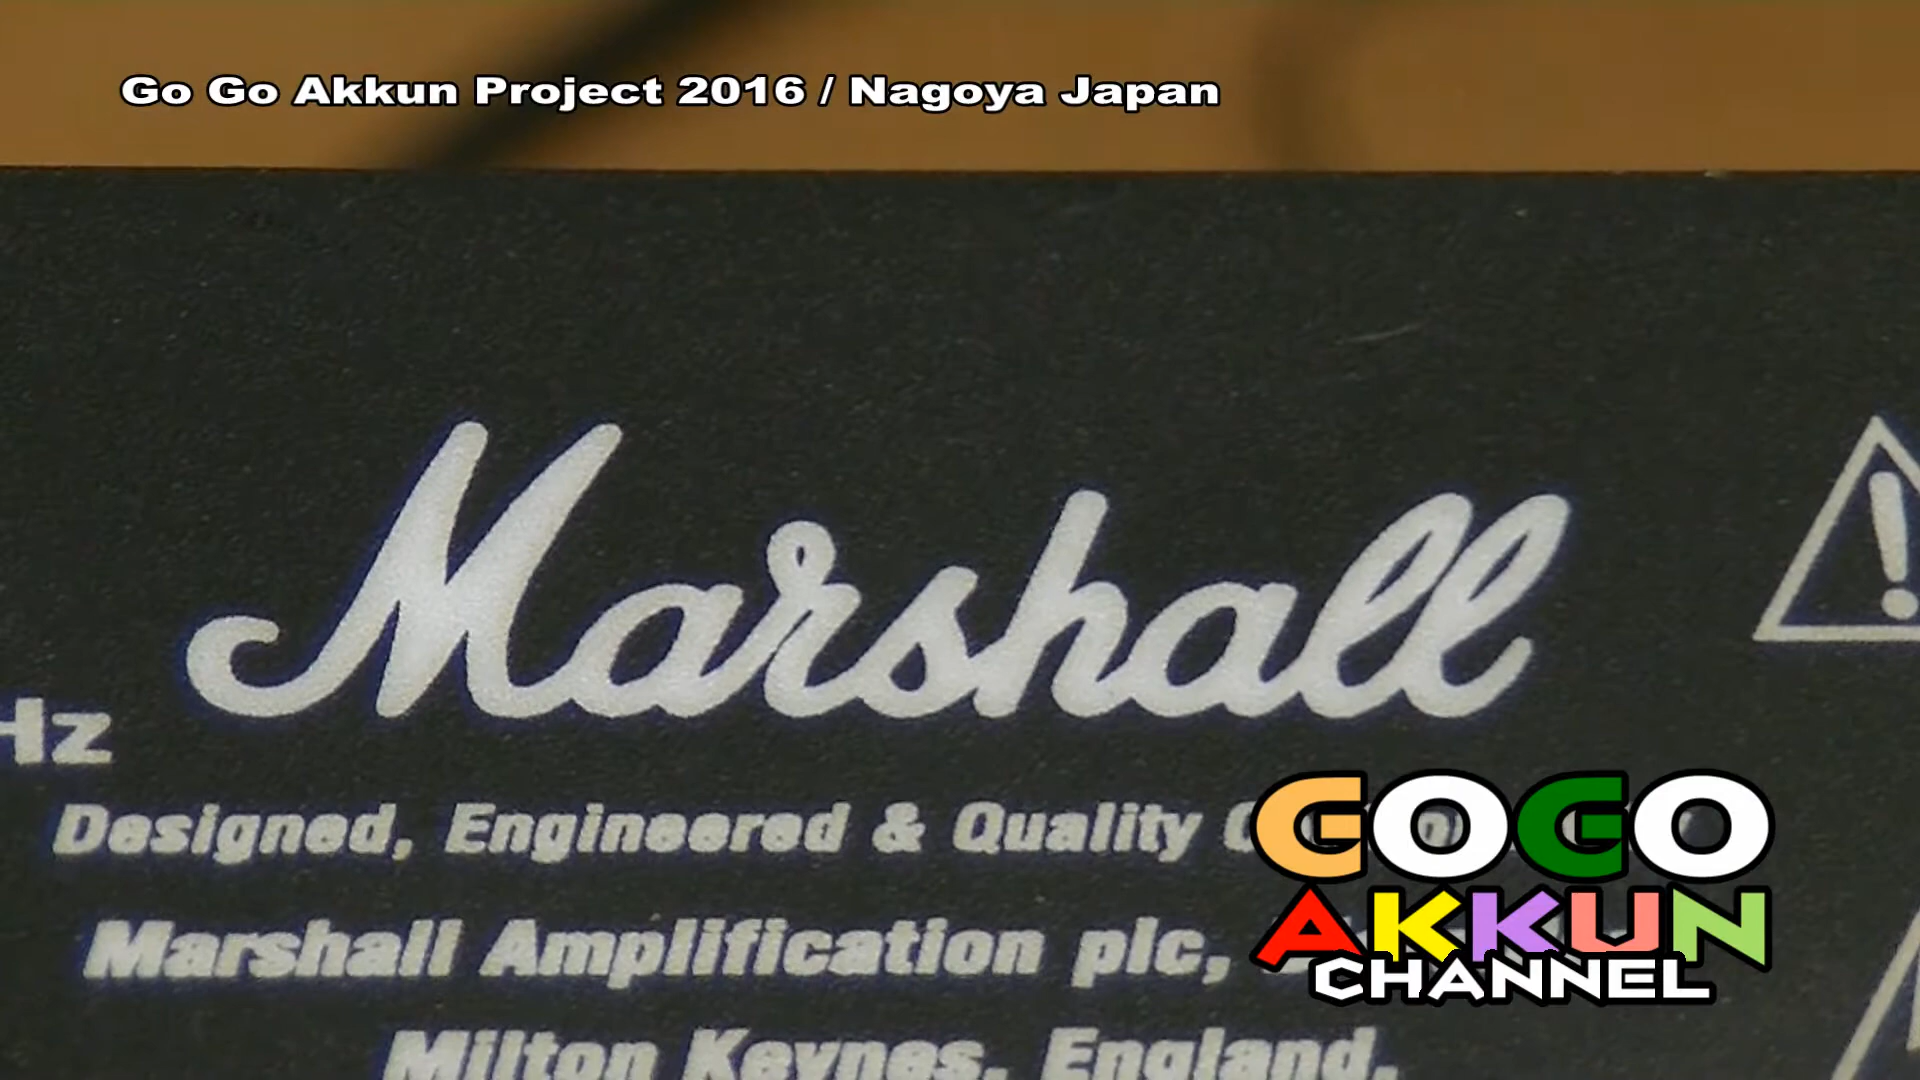 Go Go Akkun Project 2016 / Nagoya Japan
Marshall
Hz
Designed, Engineered & Quality
Marshall Amplification plc,
Milton Keynes, England.
GOGO
AKKUN
CHANNEL